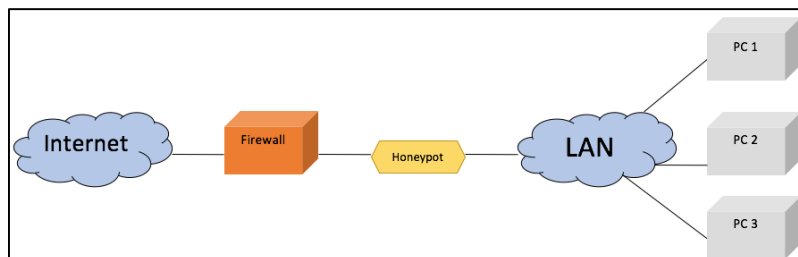 Internet
Firewall
Honeypot
LAN
PC 1
PC 2
PC 3